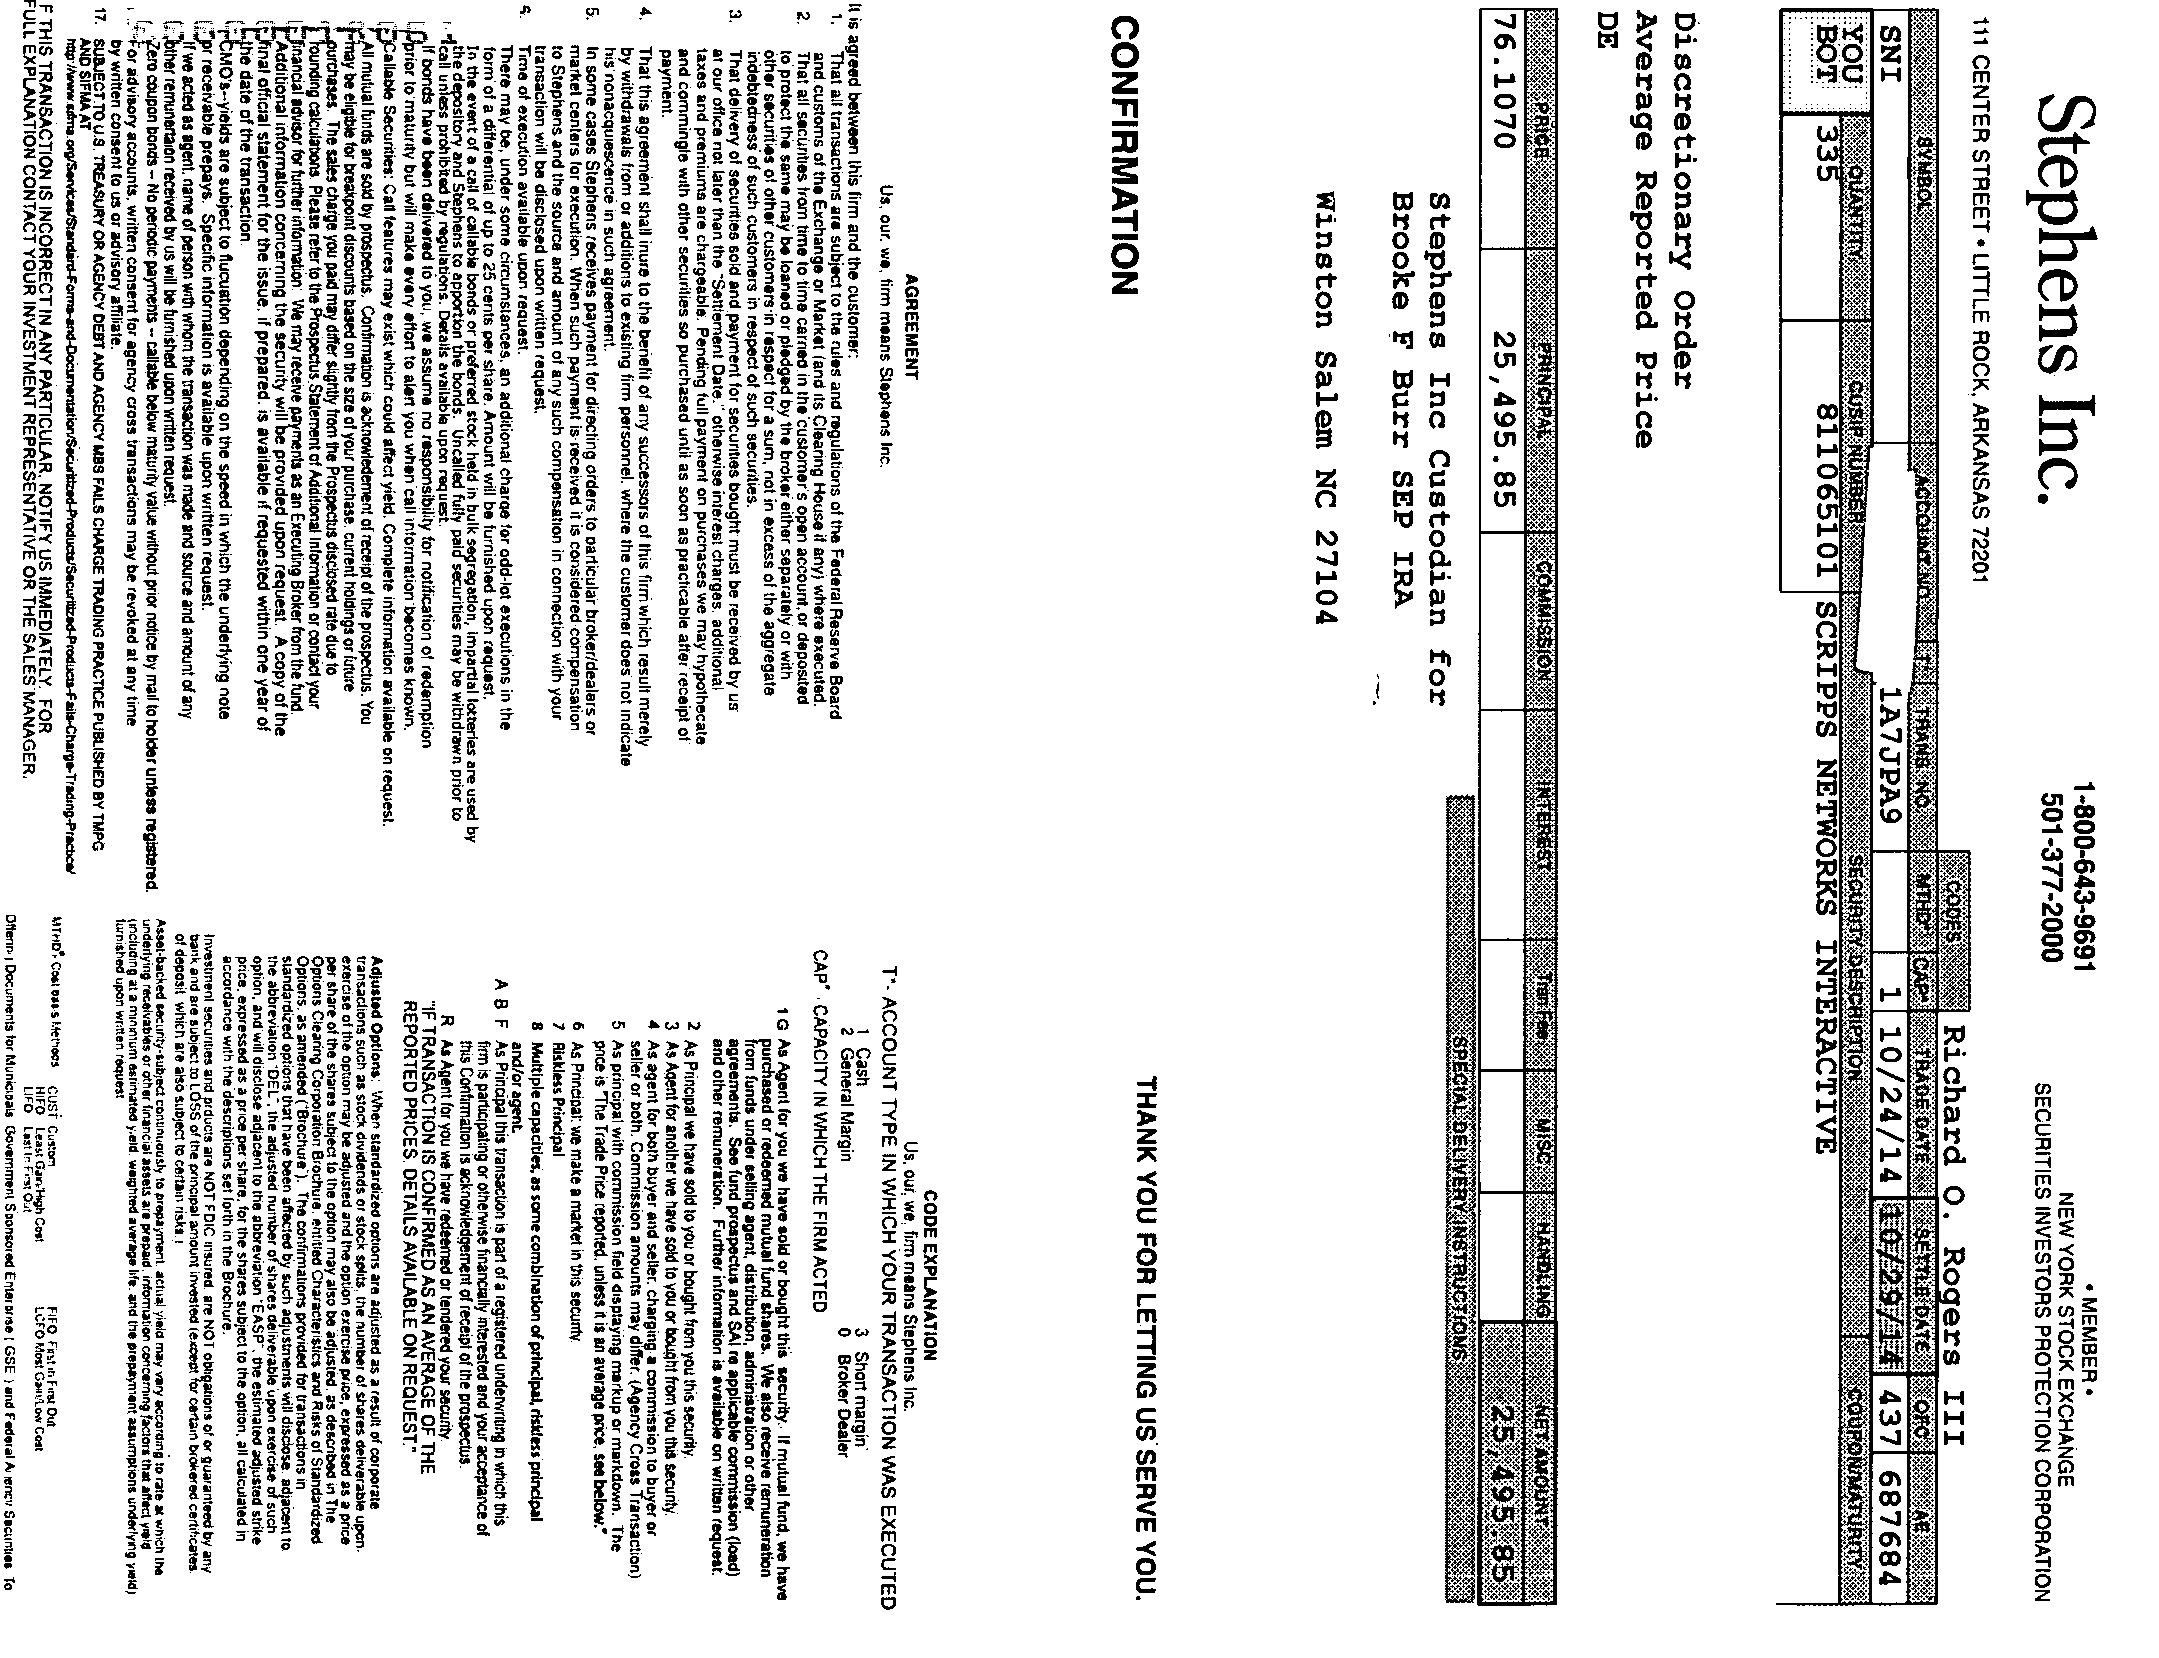 Stephens Inc.
1-800-643-9691
501-377-2000
• MEMBER •
NEW YORK STOCK EXCHANGE
SECURITIES INVESTORS PROTECTION CORPORATION
111 CENTER STREET • LITTLE ROCK, ARKANSAS 72201
Richard O. Rogers III
CODES
SYMBOL ACCOUNT NO. T* TRANS. NO. MTHD* CAP* TRADE DATE SETTLE DATE ORC AE
SNI 1A7JPA9 1 10/24/14 10/29/14 437 687684
QUANTITY CUSIP NUMBER SECURITY DESCRIPTION COUPON/MATURITY
YOU
BOT
335 811065101 SCRIPPS NETWORKS INTERACTIVE
Discretionary Order
Average Reported Price
DE
PRICE PRINCIPAL COMMISSION INTEREST Tran Fee MISC. HANDLING NET AMOUNT
76.1070 25,495.85 25,495.85
SPECIAL DELIVERY INSTRUCTIONS
Stephens Inc Custodian for
Brooke F Burr SEP IRA
Winston Salem NC 27104
CONFIRMATION
THANK YOU FOR LETTING US SERVE YOU.
AGREEMENT
Us, our, we, firm means Stephens Inc.
It is agreed between this firm and the customer:
1. That all transactions are subject to the rules and regulations of the Federal Reserve Board
and customs of the Exchange or Market (and its Clearing House if any) where executed.
2. That all securities from time to time carried in the customer's open account, or deposited
to protect the same may be loaned or pledged by the broker either separately or with
other securities of other customers in respect for a sum, not in excess of the aggregate
indebtedness of such customers in respect of such securities.
3. That delivery of securities sold and payment for securities bought must be received by us
at our office not later than the "Settlement Date," otherwise interest charges, additional
taxes and premiums are chargeable. Pending full payment on purchases we may hypothecate
and commingle with other securities so purchased until as soon as practicable after receipt of
payment.
4. That this agreement shall inure to the benefit of any successors of this firm which result merely
by withdrawals from or additions to existing firm personnel, where the customer does not indicate
his nonacquiescence in such agreement.
5. In some cases Stephens receives payment for directing orders to particular broker/dealers or
market centers for execution. When such payment is received it is considered compensation
to Stephens and the source and amount of any such compensation in connection with your
transaction will be disclosed upon written request.
6. Time of execution available upon request.
There may be, under some circumstances, an additional charge for odd-lot executions in the
form of a differential of up to 25 cents per share. Amount will be furnished upon request.
In the event of a call of callable bonds or preferred stock held in bulk segregation, impartial lotteries are used by
the depository and Stephens to apportion the bonds. Uncalled fully paid securities may be withdrawn prior to
call unless prohibited by regulations. Details available upon request.
If bonds have been delivered to you, we assume no responsibility for notification of redemption
prior to maturity but will make every effort to alert you when call information becomes known.
Callable Securities: Call features may exist which could affect yield. Complete information available on request.
All mutual funds are sold by prospectus. Confirmation is acknowledement of receipt of the prospectus. You
may be eligible for breakpoint discounts based on the size of your purchase, current holdings or future
purchases. The sales charge you paid may differ slightly from the Prospectus disclosed rate due to
rounding calculations. Please refer to the Prospectus Statement of Additional Information or contact your
financial advisor for further information. We may receive payments as an Executing Broker from the fund.
Additional information concerning the security will be provided upon request. A copy of the
final official statement for the issue, if prepared, is available if requested within one year of
the date of the transaction.
CMO's--yields are subject to fluctuation depending on the speed in which the underlying note
or receivable prepays. Specific information is available upon writtten request.
If we acted as agent, name of person with whom the transaction was made and source and amount of any
other remunertaion received by us will be furnished upon written request.
Zero coupon bonds -- No periodic payments -- callable below maturity value without prior notice by mail to holder unless registered.
For advisory accounts, written consent for agency cross transactions may be revoked at any time
by written consent to us or advisory affiliate.
17. SUBJECT TO U.S. TREASURY OR AGENCY DEBT AND AGENCY MBS FAILS CHARGE TRADING PRACTICE PUBLISHED BY TMPG
AND SIFMA AT
http://www.sifma.org/Services/Standard-Forms-and-Documentation/Securitized-Products/Securitized-Products-Fails-Charge-Trading-Practice/
F THIS TRANSACTION IS INCORRECT IN ANY PARTICULAR, NOTIFY US IMMEDIATELY. FOR
FULL EXPLANATION CONTACT YOUR INVESTMENT REPRESENTATIVE OR THE SALES MANAGER.
CODE EXPLANATION
Us, our, we, firm means Stephens Inc.
T*- ACCOUNT TYPE IN WHICH YOUR TRANSACTION WAS EXECUTED
1 Cash 3 Short margin
2 General Margin 0 Broker Dealer
CAP* - CAPACITY IN WHICH THE FIRM ACTED
1 G As Agent for you we have sold or bought this security. If mutual fund, we have
purchased or redeemed mutual fund shares. We also receive remuneration
from funds under selling agent, distribution, administration or other
agreements. See fund prospectus and SAI re applicable commission (load)
and other remuneration. Further information is available on written request.
2 As Principal we have sold to you or bought from you this security.
3 As Agent for another we have sold to you or bought from you this security.
4 As agent for both buyer and seller, charging a commission to buyer or
seller or both. Commission amounts may differ. (Agency Cross Transaction)
5 As principal with commission field displaying markup or markdown. The
price is "The Trade Price reported, unless it is an average price, see below."
6 As Principal: we make a market in this security
7 Riskless Principal
8 Multiple capacities, as some combination of principal, riskless principal
and/or agent.
A B F As Principal this transaction is part of a registered underwriting in which this
firm is participating or otherwise financially interested and your acceptance of
this Confirmation is acknowledgement of receipt of the prospectus.
R As Agent for you we have redeemed or tendered your security.
"IF TRANSACTION IS CONFIRMED AS AN AVERAGE OF THE
REPORTED PRICES, DETAILS AVAILABLE ON REQUEST."
Adjusted Options: When standardized options are adjusted as a result of corporate
transactions such as stock dividends or stock splits, the number of shares deliverable upon
exercise of the option may be adjusted and the option exercise price, expressed as a price
per share of the shares subject to the option may also be adjusted, as described in The
Options Clearing Corporation Brochure, entitled Characteristics and Risks of Standardized
Options, as amended ("Brochure"). The confirmations provided for transactions in
standardized options that have been affected by such adjustments will disclose, adjacent to
the abbreviation "DEL", the adjusted number of shares deliverable upon exercise of such
option, and will disclose adjacent to the abbreviation "EASP", the estimated adjusted strike
price, expressed as a price per share, for the shares subject to the option, all calculated in
accordance with the descriptions set forth in the Brochure.
Investment securities and products are NOT FDIC insured, are NOT obligations of or guaranteed by any
bank and are subject to LOSS of the principal amount invested (except for certain brokered certificates
of deposit, which are also subject to certain risks.)
Asset-backed security-subject continuously to prepayment, actual yield may vary according to rate at which the
underlying receivables or other financial assets are prepaid, information concerning factors that affect yield
(including at a minimum estimated yield, weighted average life, and the prepayment assumptions underlying yield)
furnished upon written request
MTHD*- Cost basis Methods CUST Custom FIFO First in First Out
HIFO Least Gain/High Cost LCFO Most Gain/Low Cost
LIFO Last In First Out
Offering Documents for Municipals Government Sponsored Enterprise (GSE) and Federal Agency Securities To